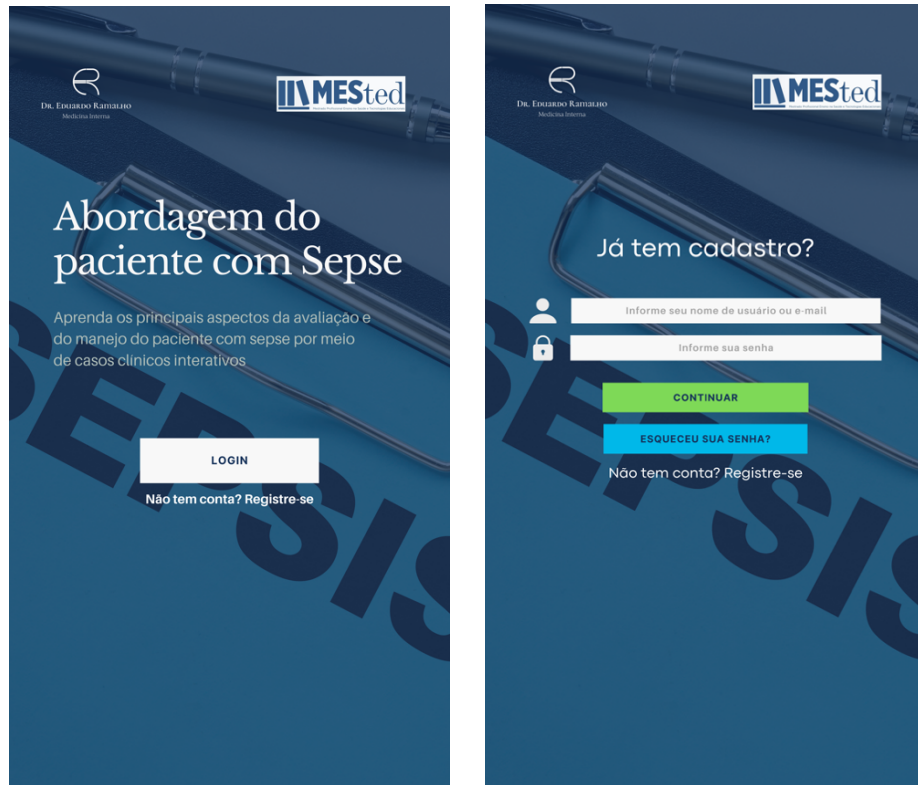 Dr. Eduardo Ramalho
Medicina Interna
MESted
Abordagem do
paciente com Sepse
Aprenda os principais aspectos da avaliação e
do manejo do paciente com sepse por meio
de casos clínicos interativos
LOGIN
Não tem conta? Registre-se
SEPSIS
Dr. Eduardo Ramalho
Medicina Interna
MESted
Já tem cadastro?
Informe seu nome de usuário ou e-mail
Informe sua senha
CONTINUAR
ESQUECEU SUA SENHA?
Não tem conta? Registre-se
SEPSIS